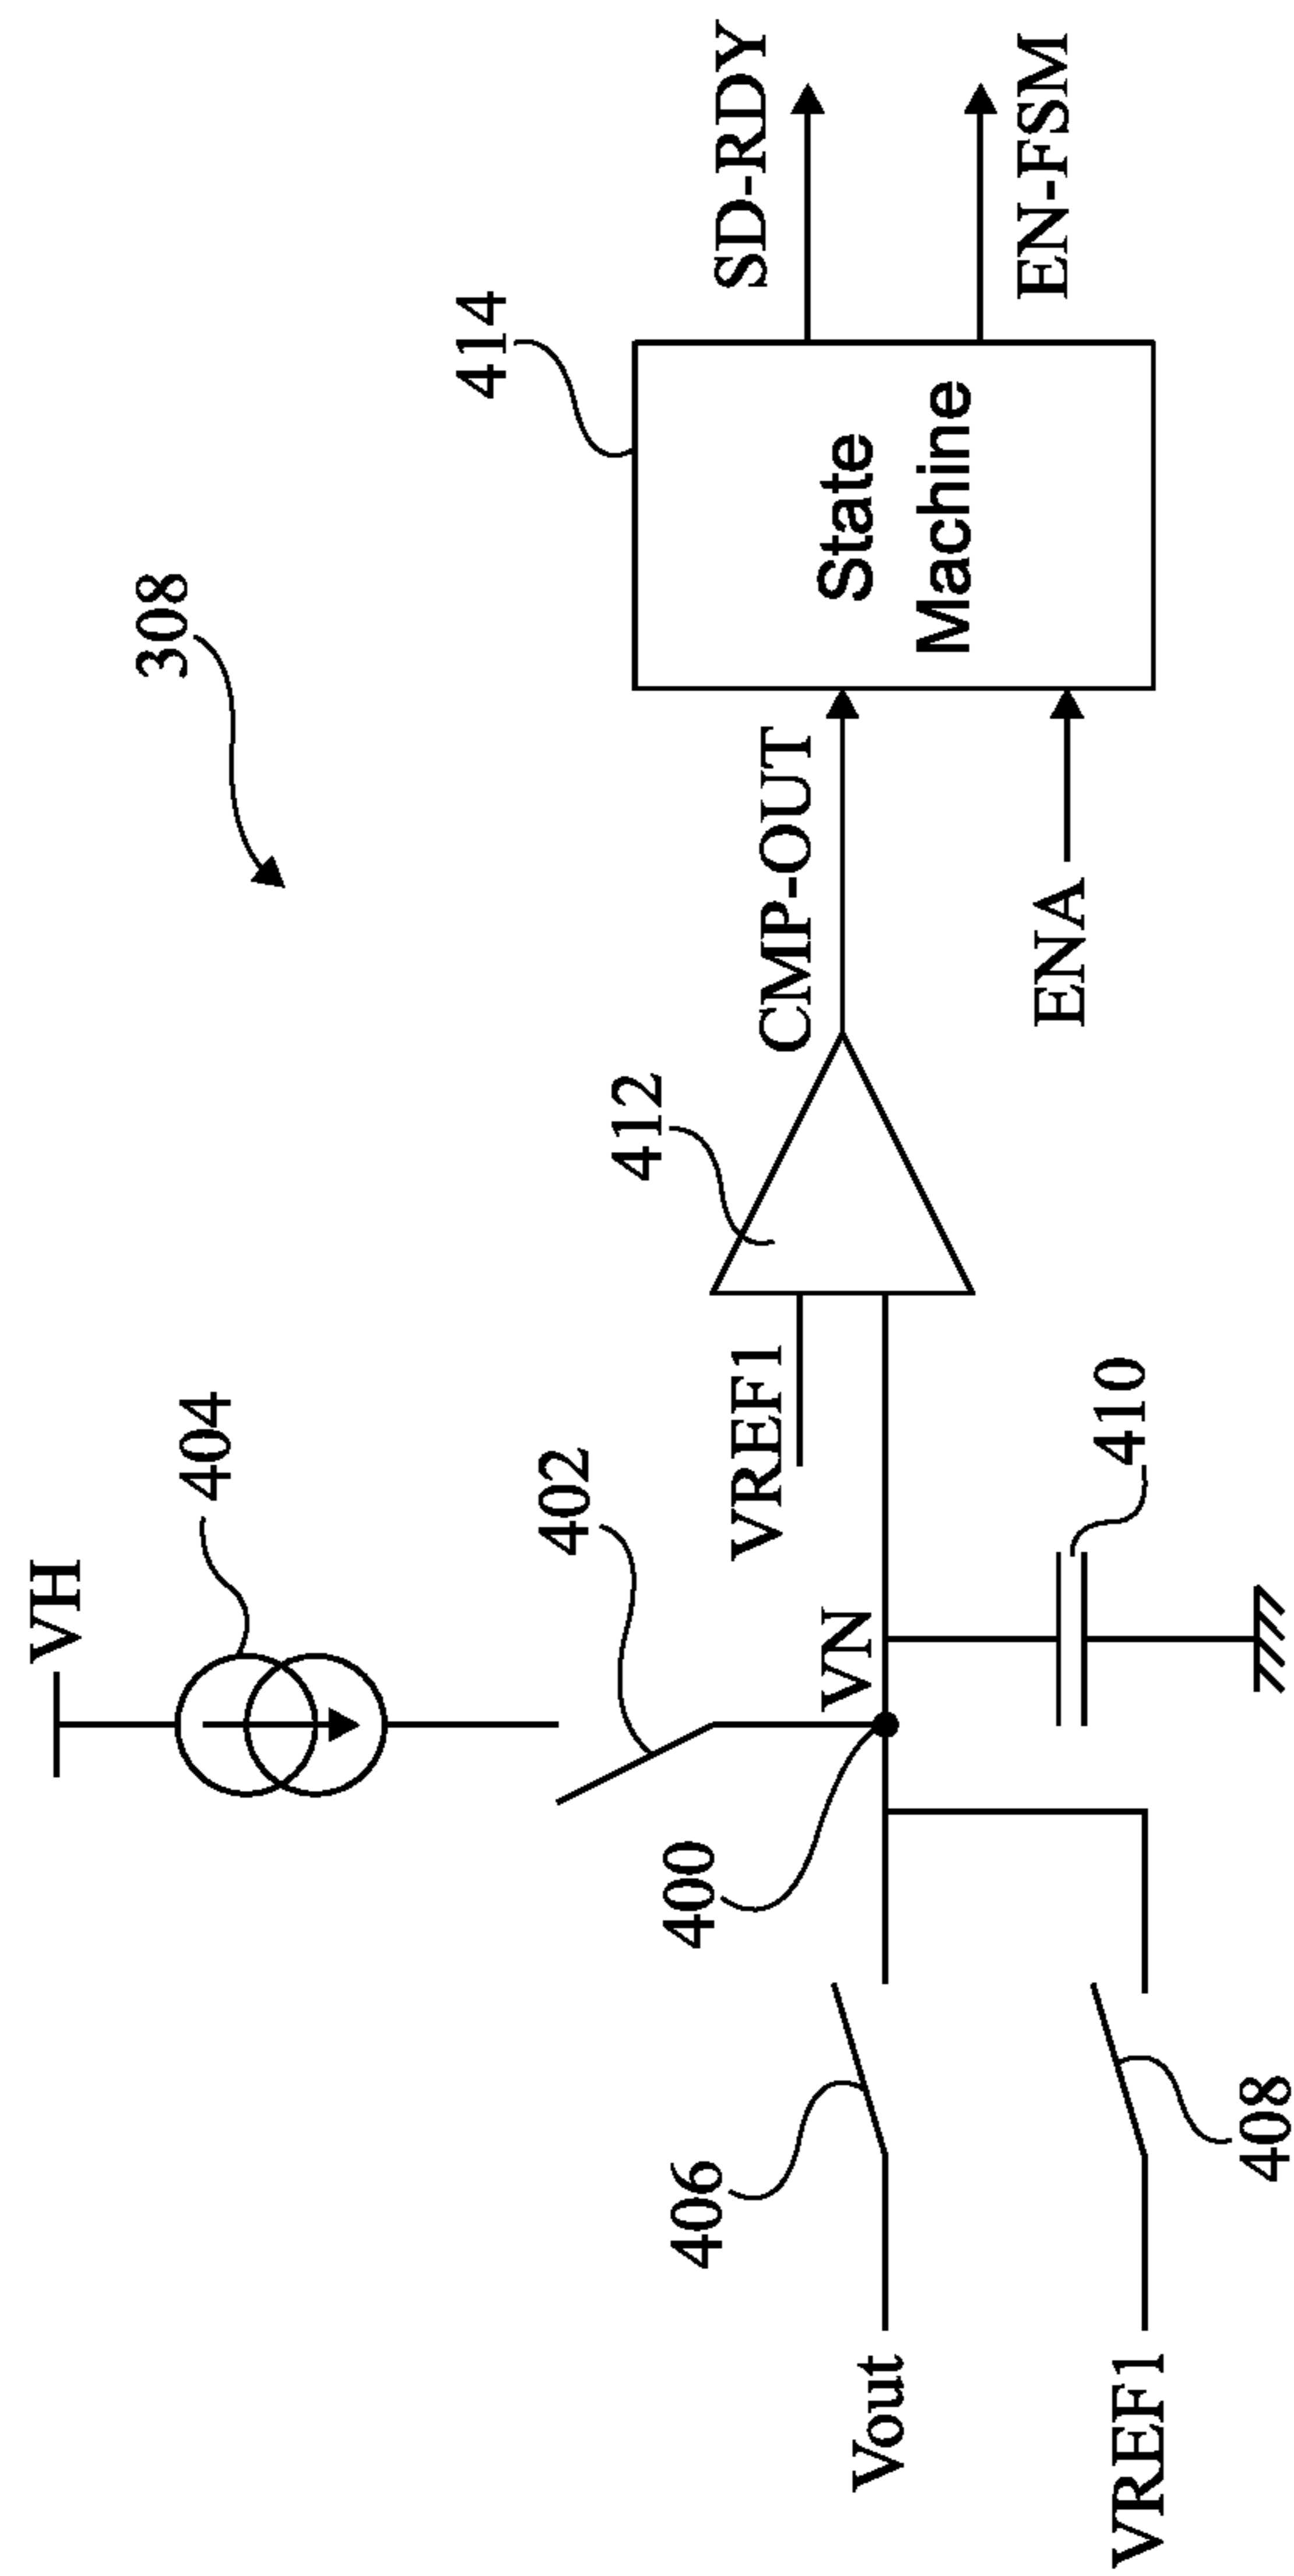 308
VH
404
402
414
SD-RDY
412
CMP-OUT
VREF1
State
Machine
400
VN
406
Vout
ENA
EN-FSM
410
VREF1
408